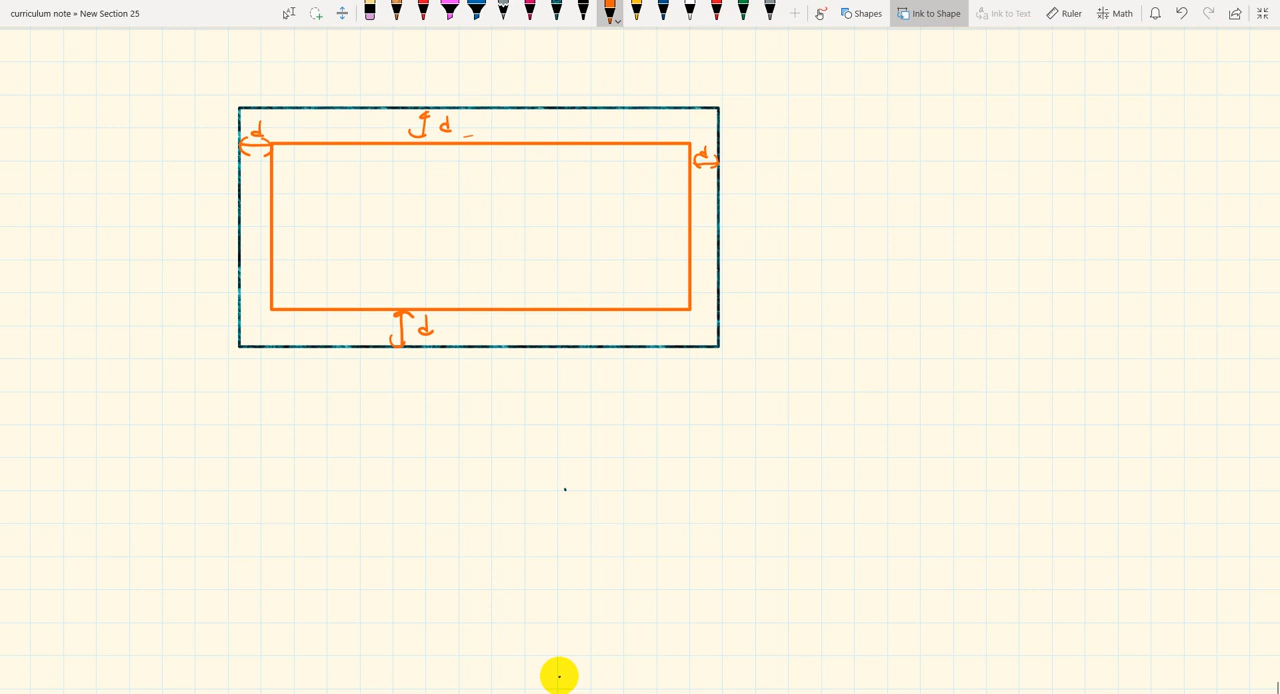 curriculum note » New Section 25
Shapes
Ink to Shape
Ink to Text
Ruler
Math
d
d
d
d